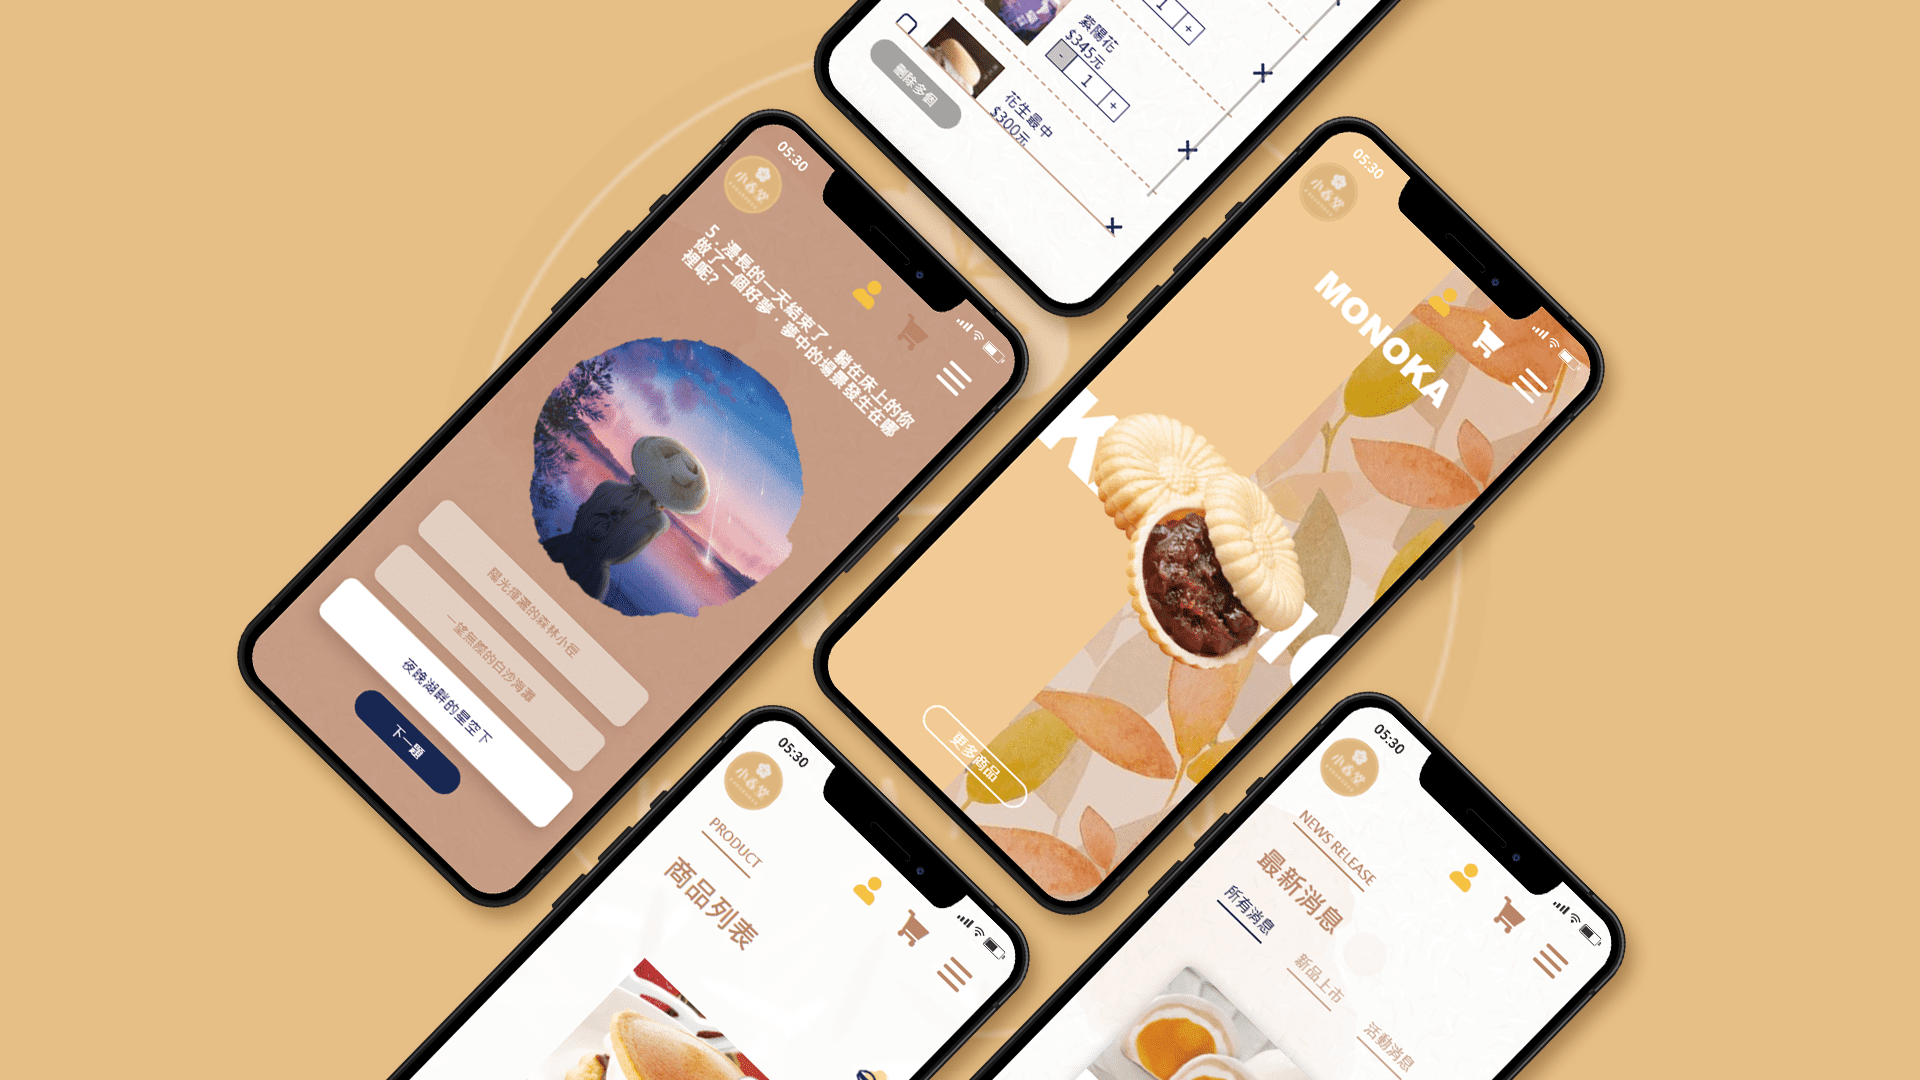 1
+
紫陽花
$345元
-
1
+
花生最中
$300元
刪除多個
05:30
小春堂
5.漫長的一天結束了，躺在床上的你
做了一個好夢，夢中的場景發生在哪
裡呢？
陽光揮灑的森林小徑
一望無際的白沙海灘
夜晚湖畔的星空下
下一題
05:30
小春堂
MONOKA
K
MO
更多商品
05:30
小春堂
PRODUCT
商品列表
05:30
小春堂
NEWS RELEASE
最新消息
所有消息
新品上市
活動消息